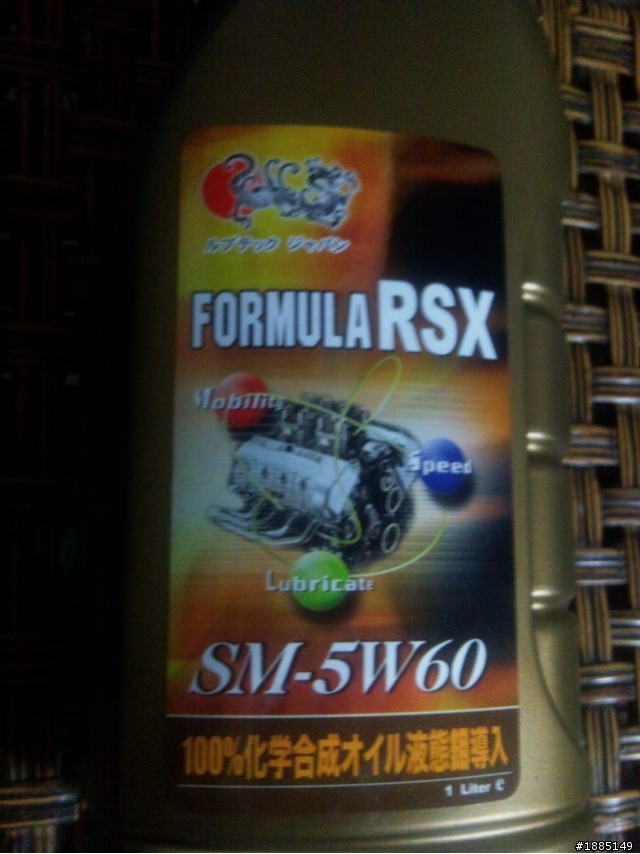 ルブテック ジャパン
FORMULA RSX
Mobility
Speed
Lubricate
SM-5W60
100%化学合成オイル液態鉬導入
1 Liter e
#1885149